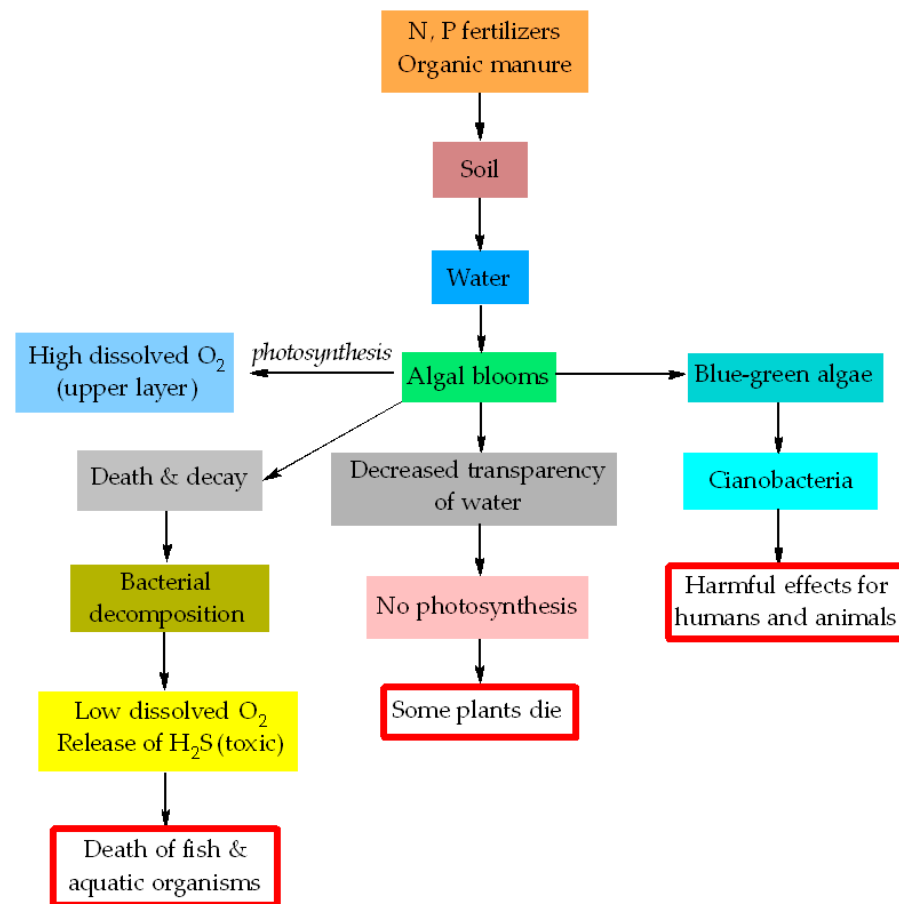 N, P fertilizers
Organic manure
Soil
Water
photosynthesis
High dissolved O₂
(upper layer)
Algal blooms
Blue-green algae
Death & decay
Decreased transparency
of water
Cianobacteria
Bacterial
decomposition
No photosynthesis
Harmful effects for
humans and animals
Low dissolved O₂
Release of H₂S (toxic)
Some plants die
Death of fish &
aquatic organisms